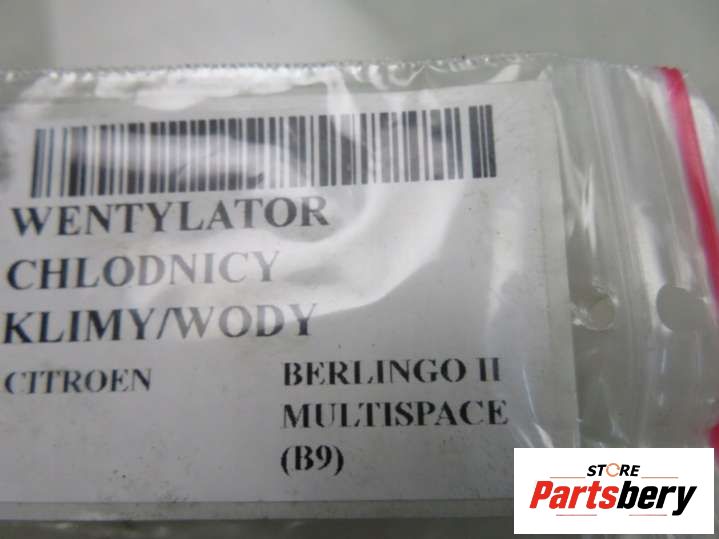 WENTYLATOR
CHLODNICY
KLIMY/WODY
CITROEN BERLINGO II
MULTISPACE
(B9)
STORE
Partsbery